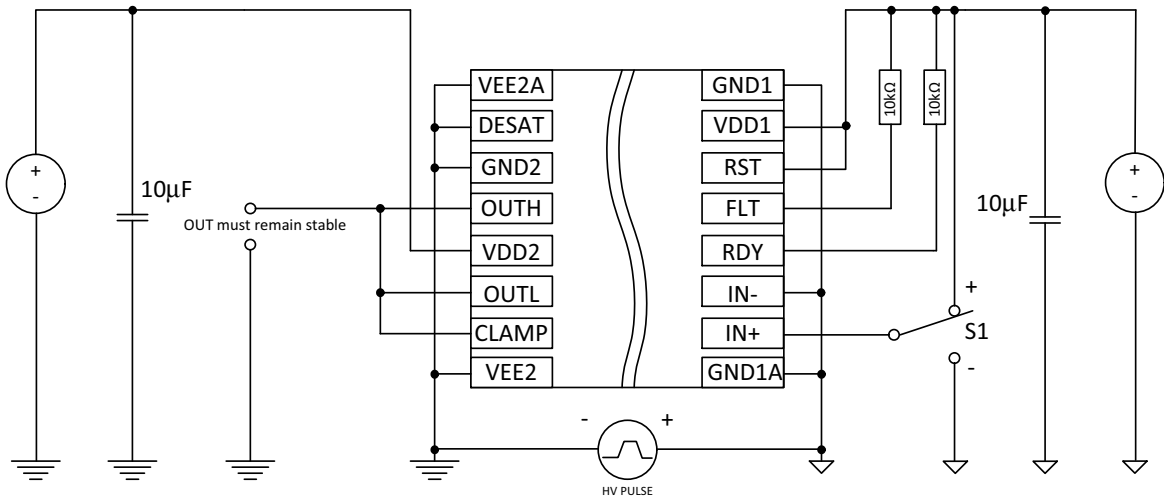 VEE2A
DESAT
GND2
OUTH
VDD2
OUTL
CLAMP
VEE2
GND1
VDD1
RST
FLT
RDY
IN-
IN+
GND1A
+
-
10μF
OUT must remain stable
10kΩ
10kΩ
10μF
+
-
+
S1
-
-
+
HV PULSE